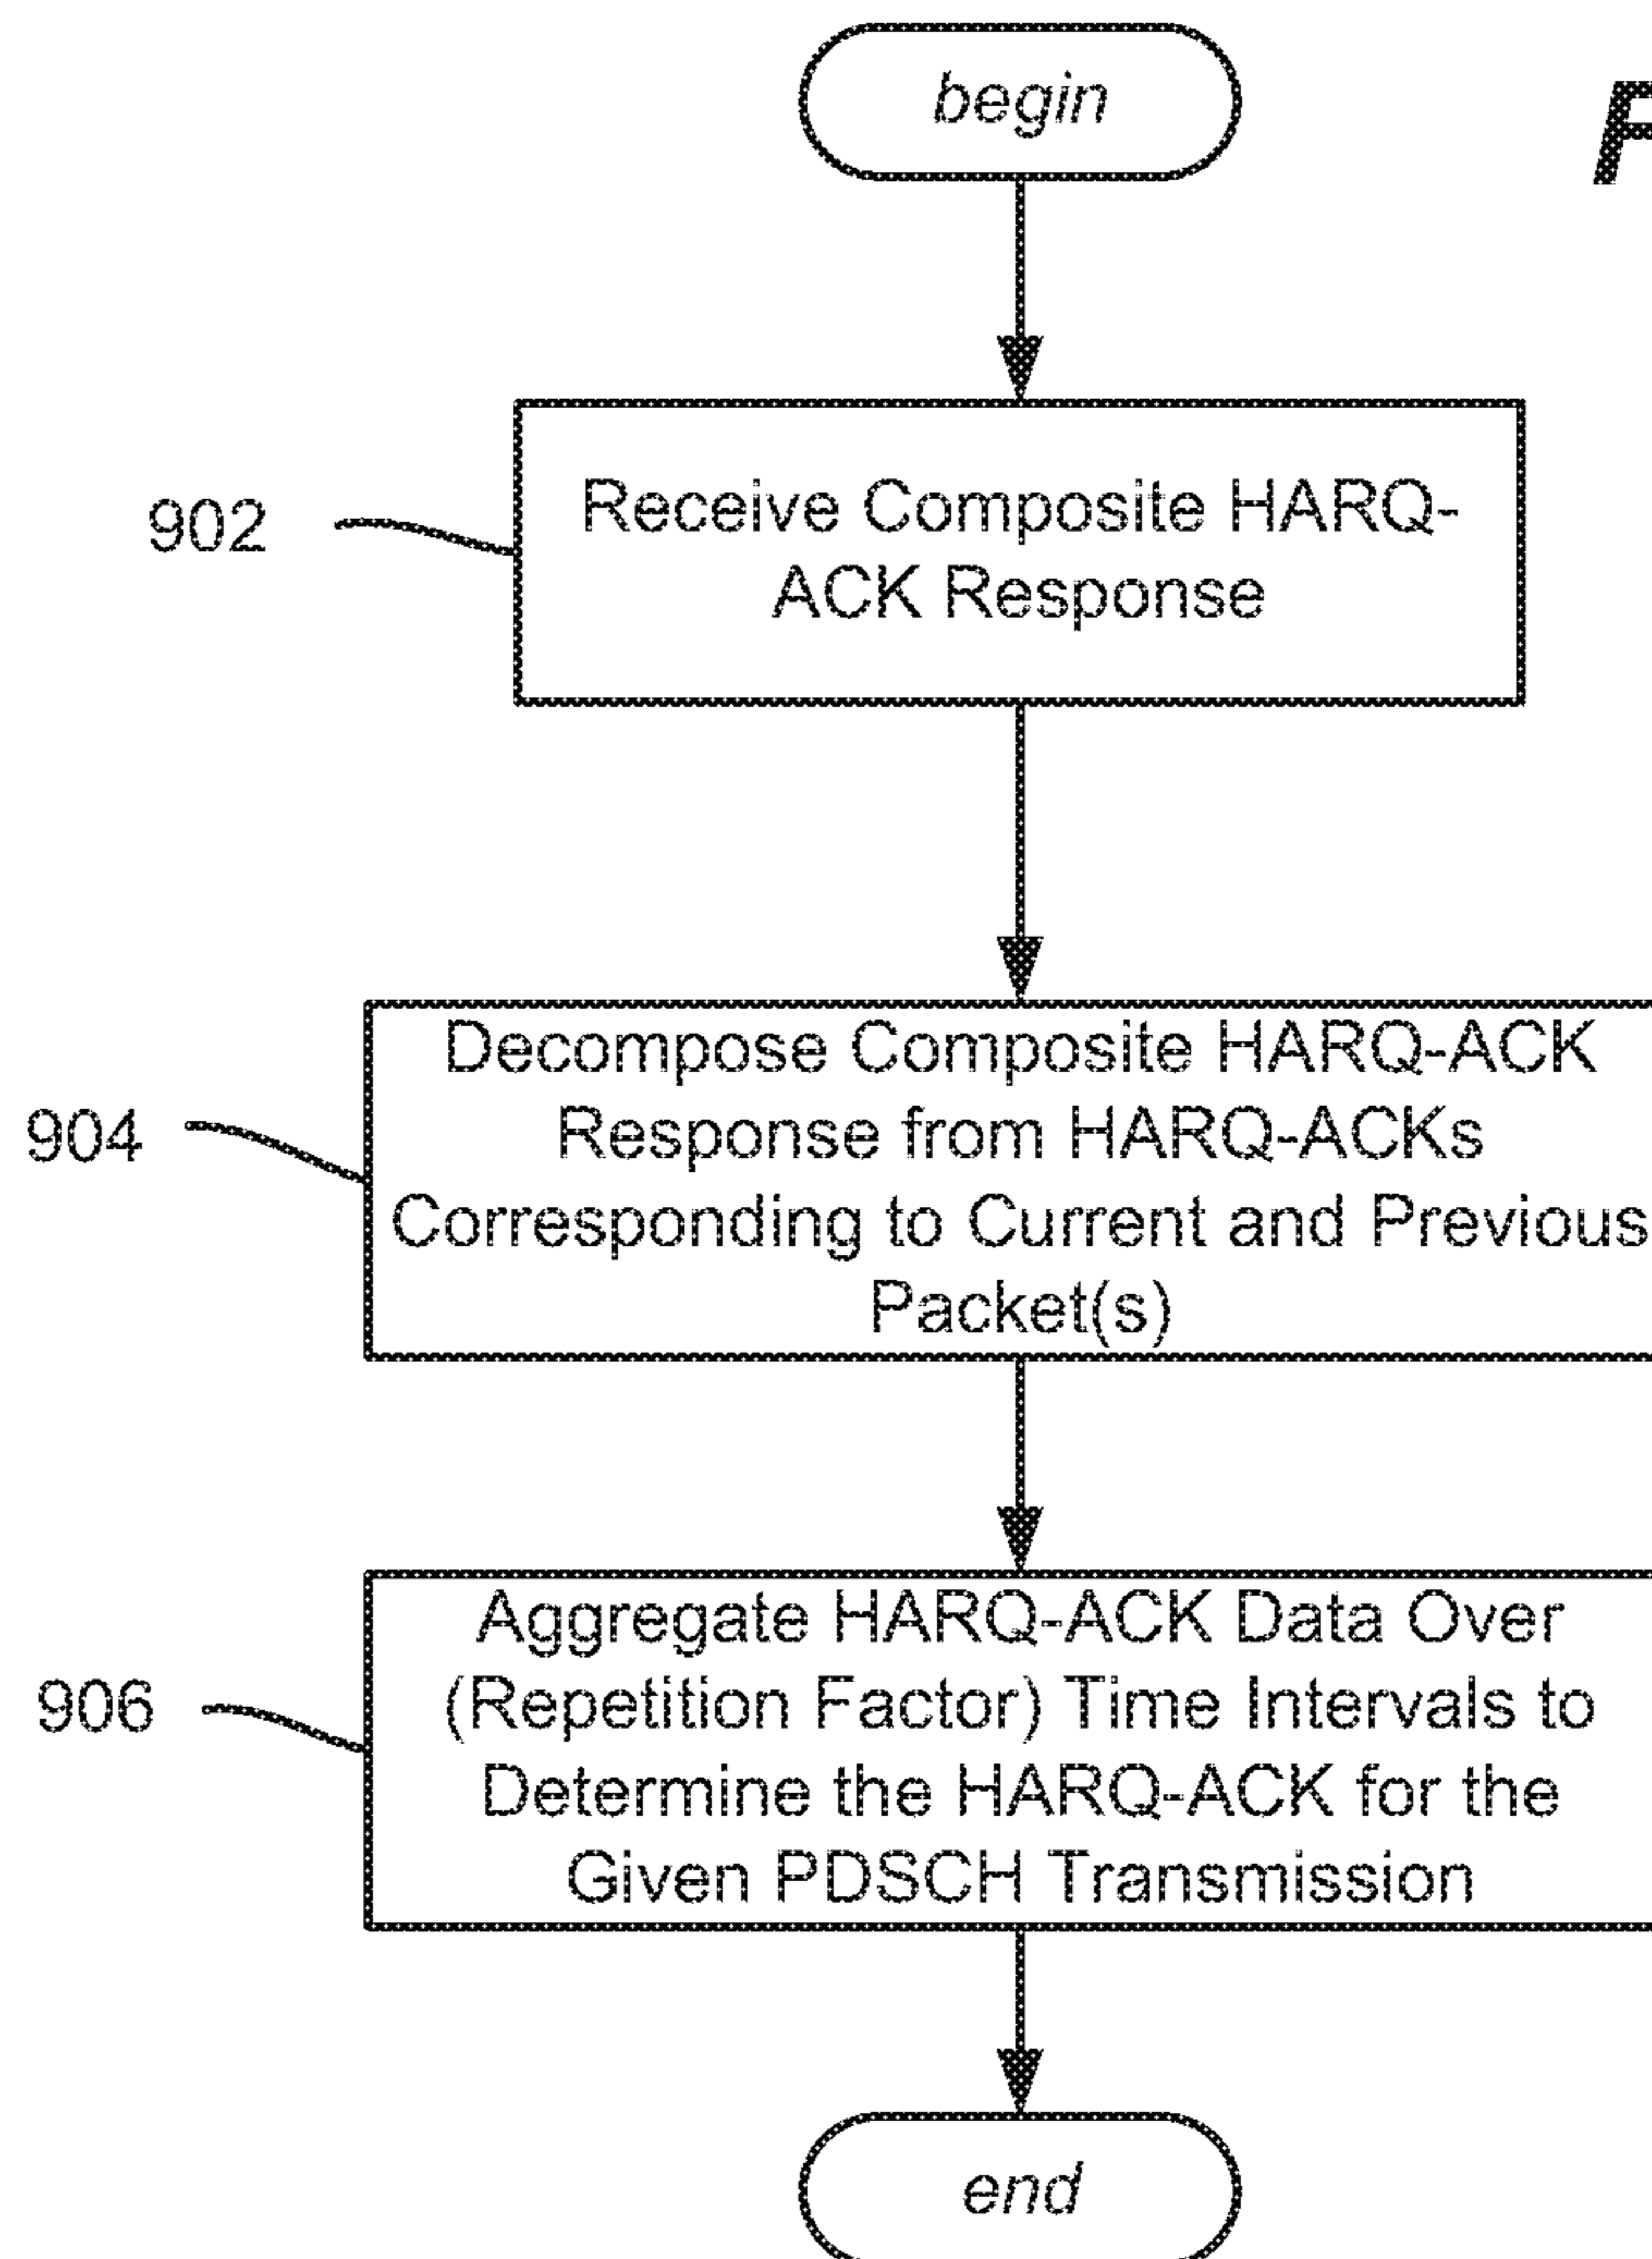 begin
F
902
Receive Composite HARQ-
ACK Response
904
Decompose Composite HARQ-ACK
Response from HARQ-ACKs
Corresponding to Current and Previous
Packet(s)
906
Aggregate HARQ-ACK Data Over
(Repetition Factor) Time Intervals to
Determine the HARQ-ACK for the
Given PDSCH Transmission
end